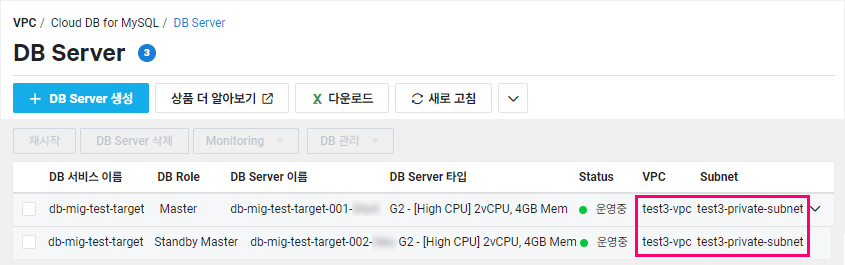 VPC / Cloud DB for MySQL / DB Server
DB Server 3
+ DB Server 생성 상품 더 알아보기 다운로드 새로 고침
재시작 DB Server 삭제 Monitoring DB 관리
DB 서비스 이름 DB Role DB Server 이름 DB Server 타입 Status VPC Subnet
db-mig-test-target Master db-mig-test-target-001- G2 - [High CPU] 2vCPU, 4GB Mem 운영중 test3-vpc test3-private-subnet
db-mig-test-target Standby Master db-mig-test-target-002- G2 - [High CPU] 2vCPU, 4GB Mem 운영중 test3-vpc test3-private-subnet